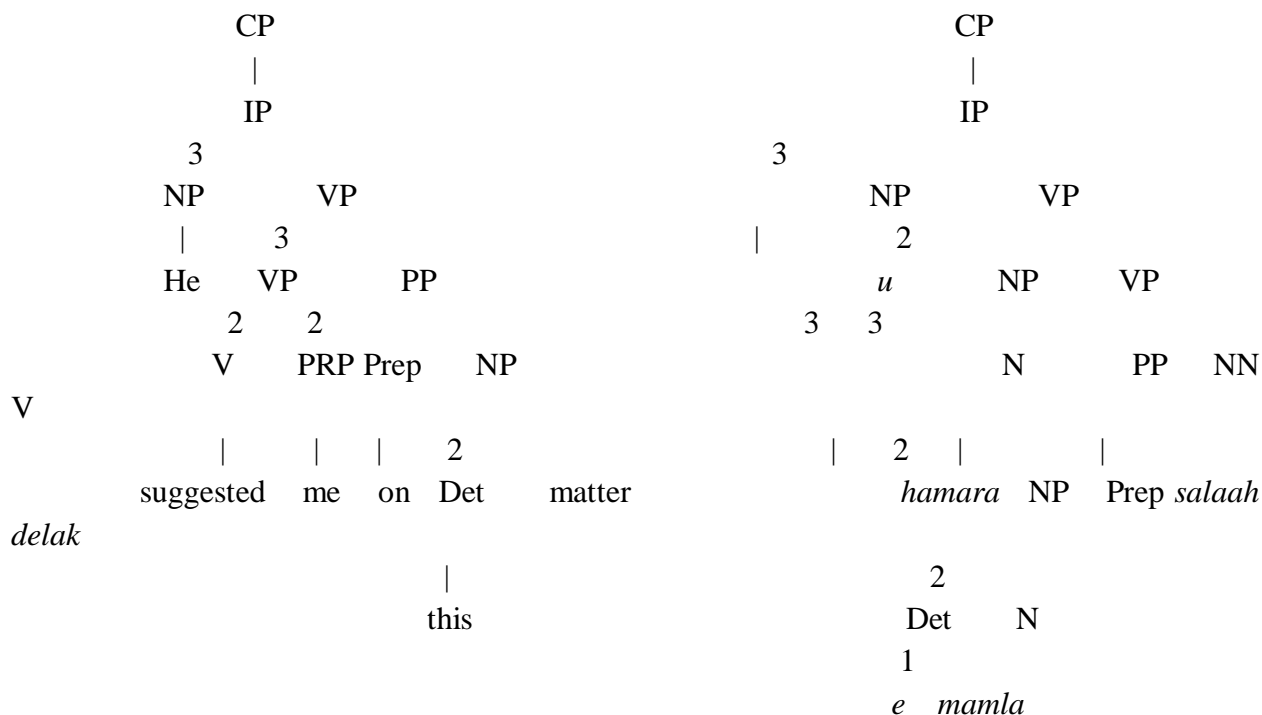 CP CP
| |
IP IP
3 3
NP VP NP VP
| 3 | 2
He VP PP u NP VP
2 2 3 3
V PRP Prep NP N PP NN
V
| | | 2 | 2 | |
suggested me on Det matter hamara NP Prep salaah
delak
| 2
this Det N
1
e mamla